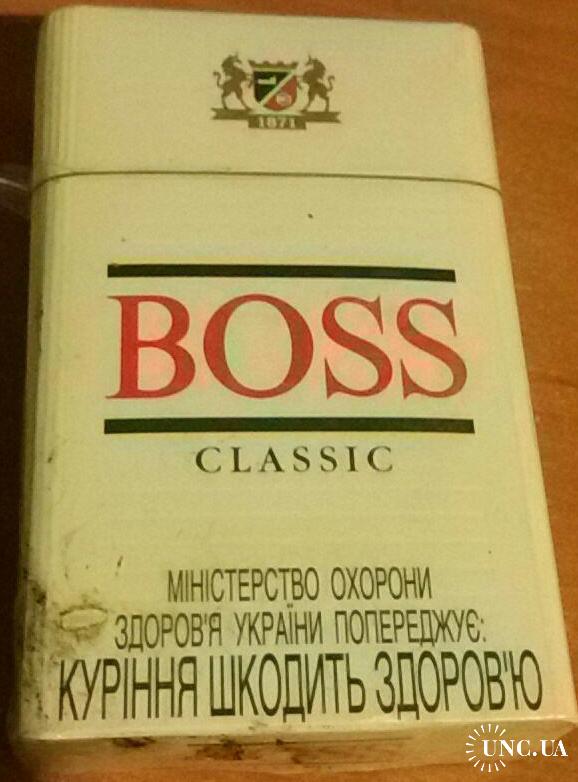 1871
BOSS
CLASSIC
МІНІСТЕРСТВО ОХОРОНИ
ЗДОРОВ'Я УКРАЇНИ ПОПЕРЕДЖУЄ:
КУРІННЯ ШКОДИТЬ ЗДОРОВ'Ю
UNC.UA